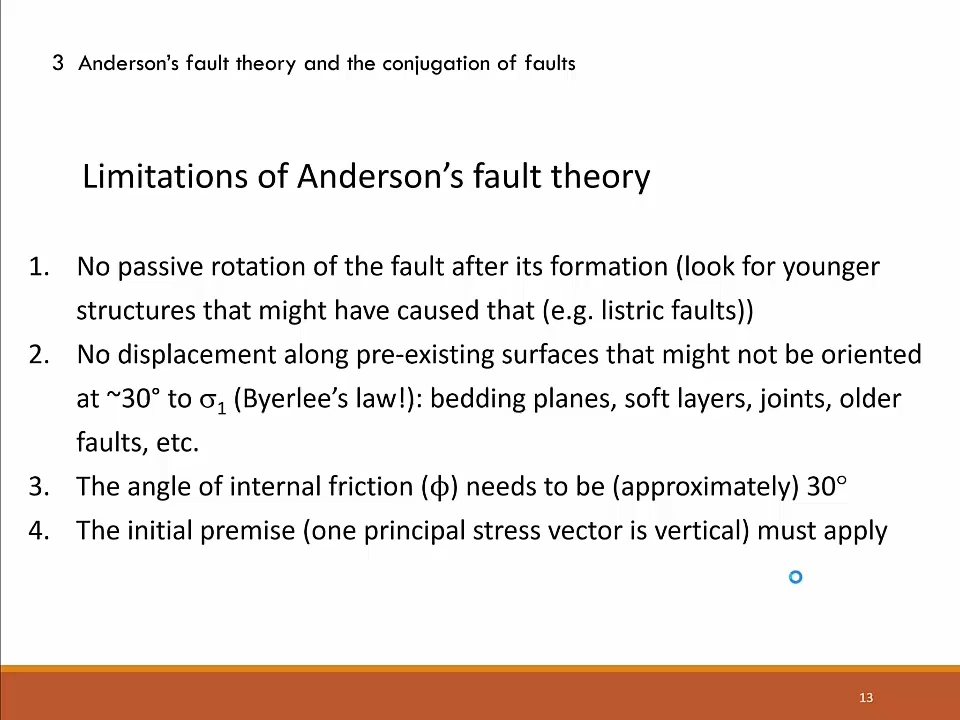 3 Anderson’s fault theory and the conjugation of faults
Limitations of Anderson’s fault theory
1. No passive rotation of the fault after its formation (look for younger
structures that might have caused that (e.g. listric faults))
2. No displacement along pre-existing surfaces that might not be oriented
at ~30° to σ₁ (Byerlee’s law!): bedding planes, soft layers, joints, older
faults, etc.
3. The angle of internal friction (ϕ) needs to be (approximately) 30°
4. The initial premise (one principal stress vector is vertical) must apply
13